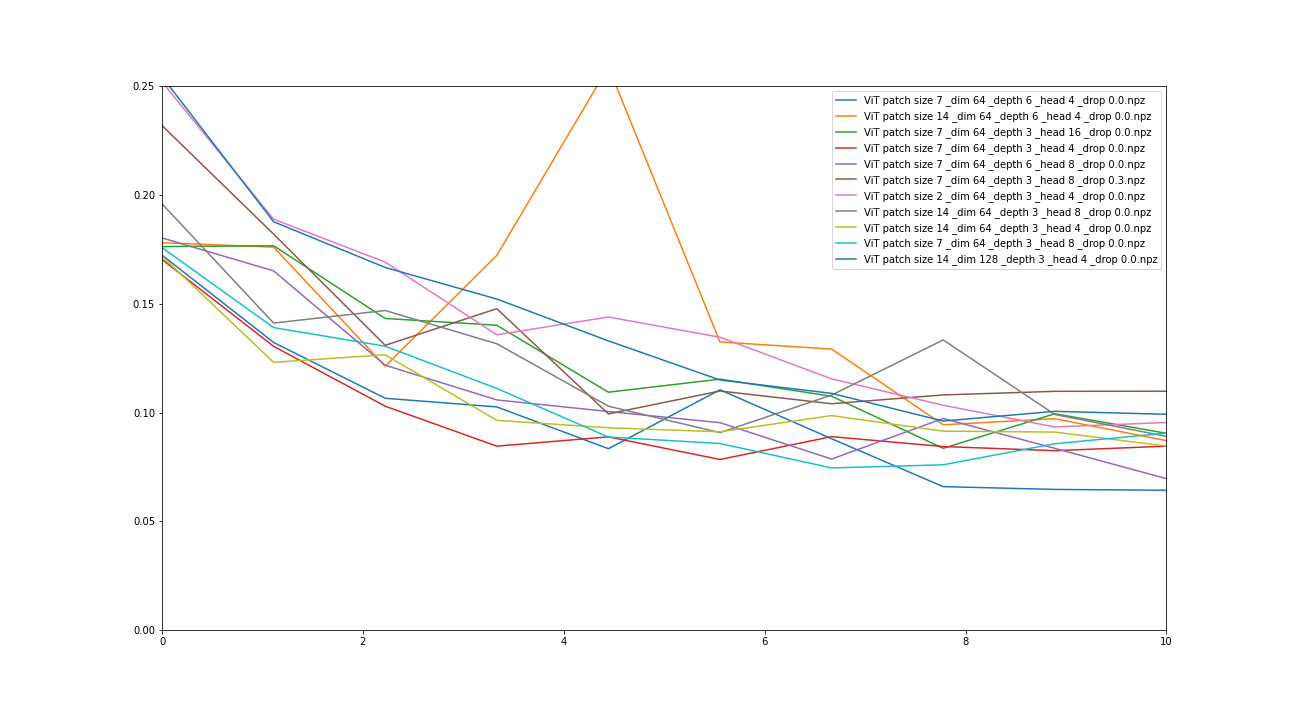 0.25
0.20
0.15
0.10
0.05
0.00
0 2 4 6 8 10
ViT patch size 7 _dim 64 _depth 6 _head 4 _drop 0.0.npz
ViT patch size 14 _dim 64 _depth 6 _head 4 _drop 0.0.npz
ViT patch size 7 _dim 64 _depth 3 _head 16 _drop 0.0.npz
ViT patch size 7 _dim 64 _depth 3 _head 4 _drop 0.0.npz
ViT patch size 7 _dim 64 _depth 6 _head 8 _drop 0.0.npz
ViT patch size 7 _dim 64 _depth 3 _head 8 _drop 0.3.npz
ViT patch size 2 _dim 64 _depth 3 _head 4 _drop 0.0.npz
ViT patch size 14 _dim 64 _depth 3 _head 8 _drop 0.0.npz
ViT patch size 14 _dim 64 _depth 3 _head 4 _drop 0.0.npz
ViT patch size 7 _dim 64 _depth 3 _head 8 _drop 0.0.npz
ViT patch size 14 _dim 128 _depth 3 _head 4 _drop 0.0.npz